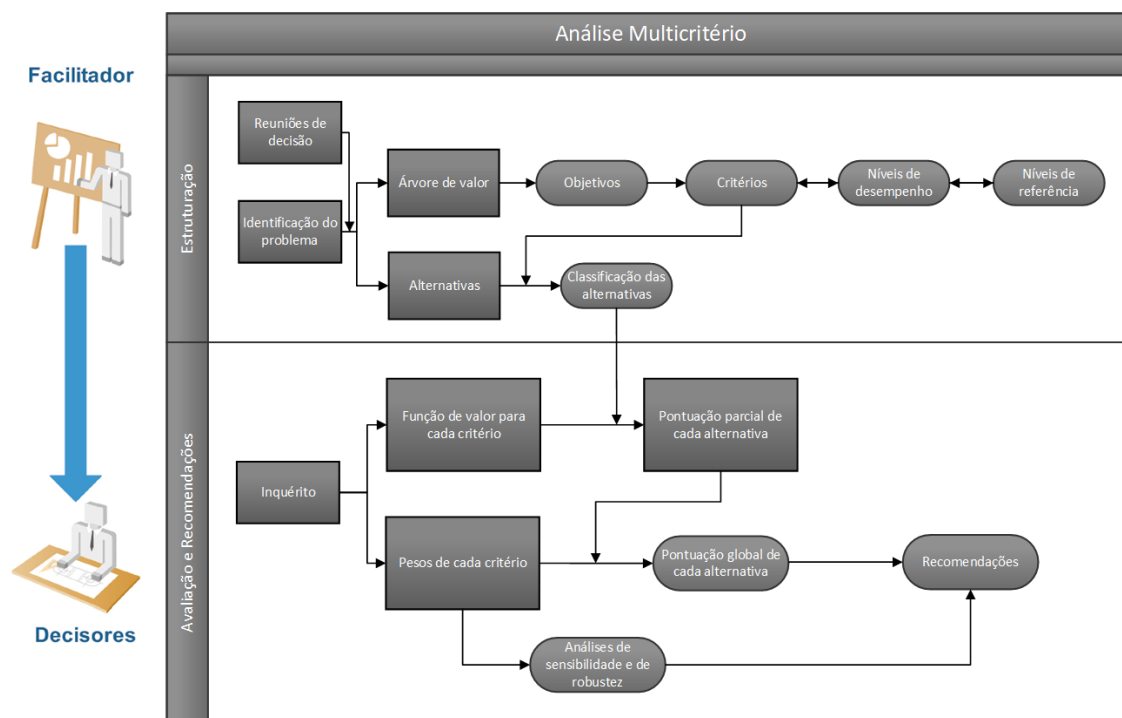 Análise Multicritério
Facilitador
Estruturação
Reuniões de
decisão
Identificação do
problema
Árvore de valor
Objetivos
Critérios
Níveis de
desempenho
Níveis de
referência
Alternativas
Classificação das
alternativas
Avaliação e Recomendações
Inquérito
Função de valor para
cada critério
Pontuação parcial de
cada alternativa
Pesos de cada critério
Pontuação global de
cada alternativa
Recomendações
Análises de
sensibilidade e de
robustez
Decisores